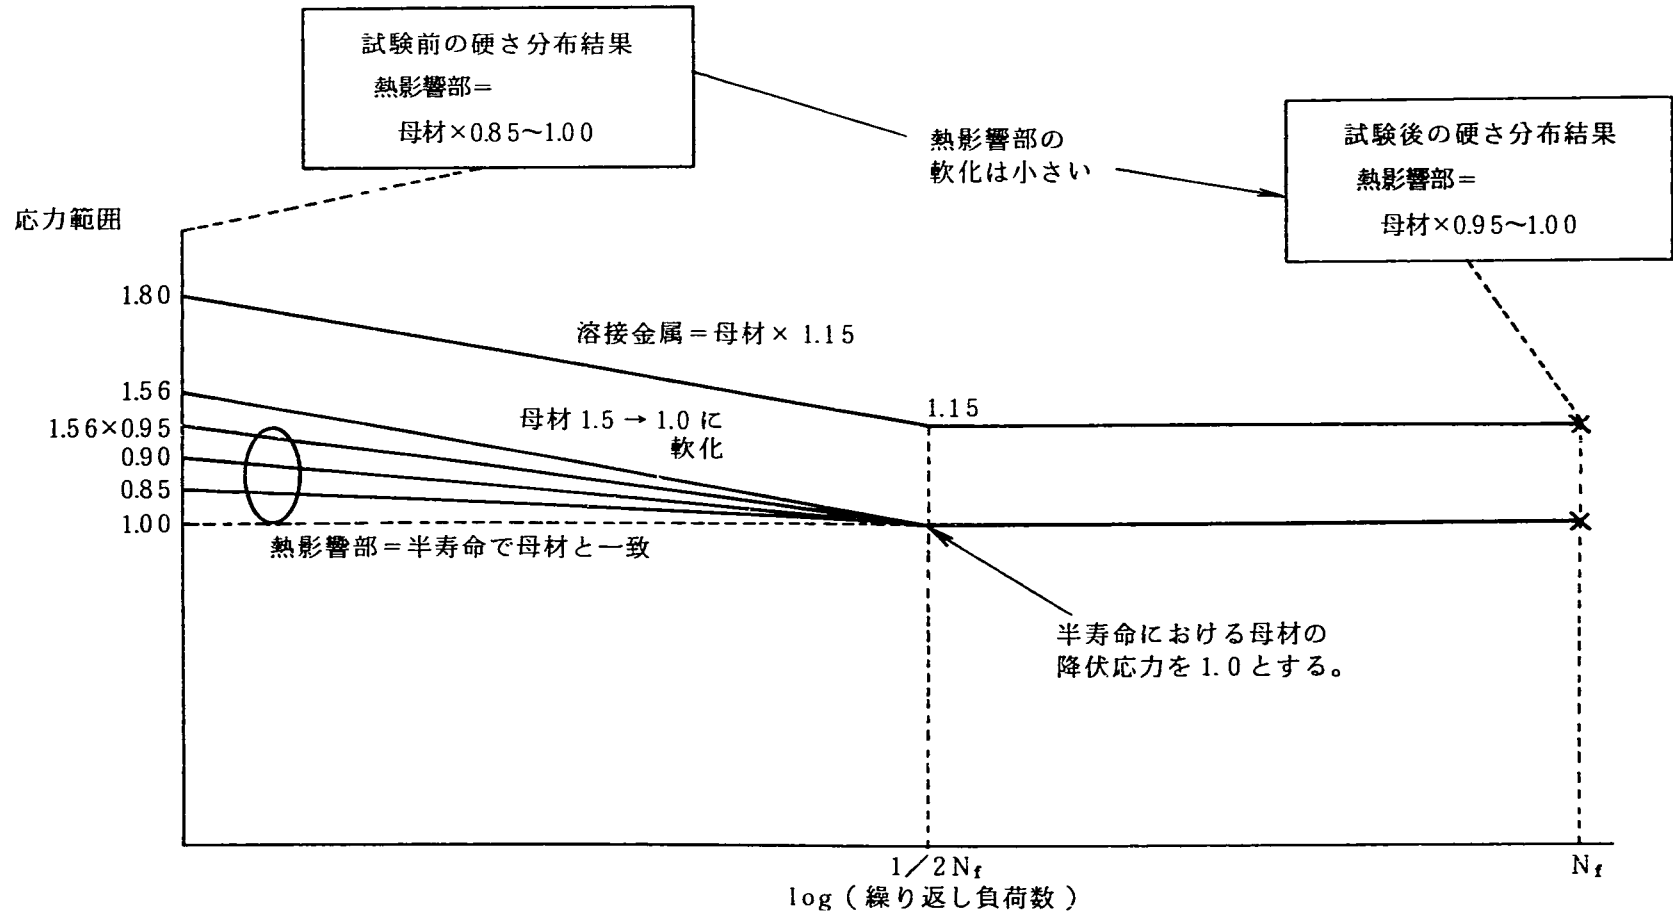 試験前の硬さ分布結果
熱影響部=
母材×0.85~1.00
熱影響部の
軟化は小さい
試験後の硬さ分布結果
熱影響部=
母材×0.95~1.00
応力範囲
1.80
1.56
1.56×0.95
0.90
0.85
1.00
溶接金属=母材× 1.15
母材 1.5 → 1.0 に
軟化
1.15
熱影響部=半寿命で母材と一致
半寿命における母材の
降伏応力を 1.0 とする。
1/2Nf
Nf
log (繰り返し負荷数)